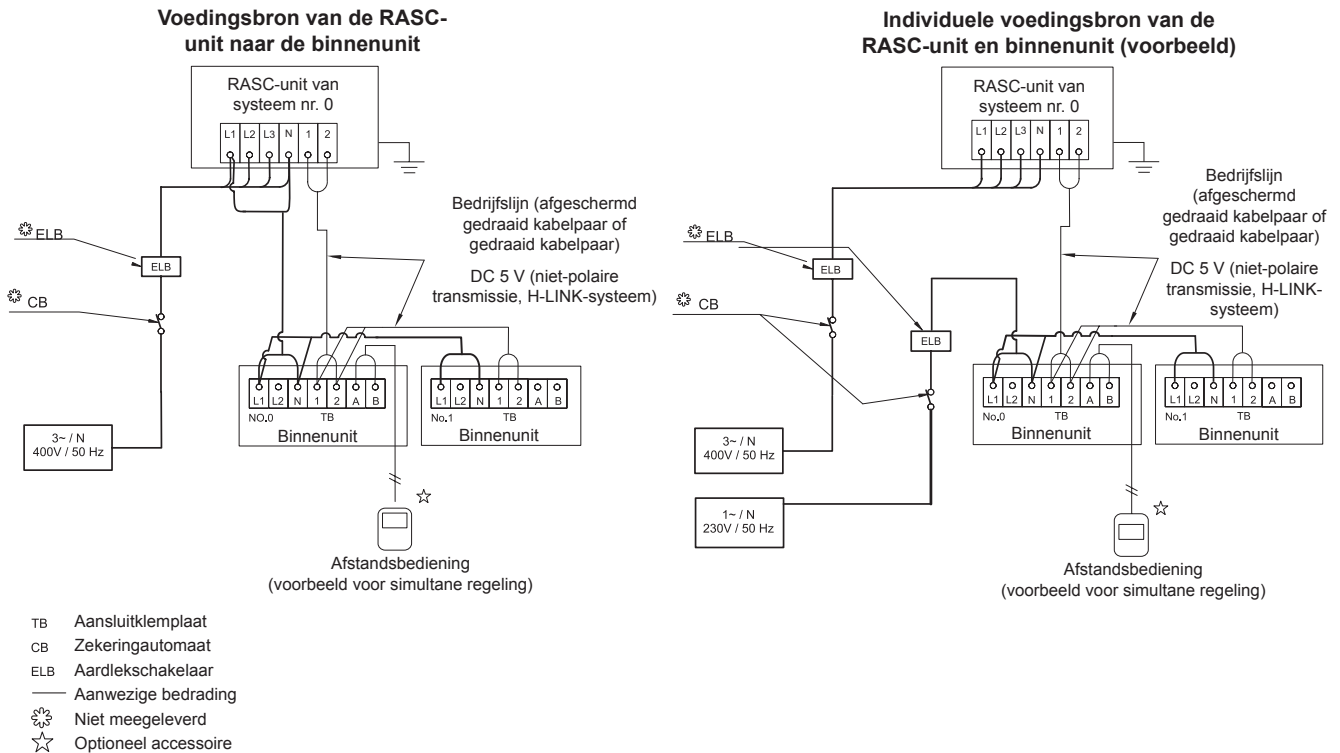 Voedingsbron van de RASC-
unit naar de binnenunit
RASC-unit van
systeem nr. 0
L1 L2 L3 N 1 2
Bedrijfslijn (afgeschermd
gedraaid kabelpaar of
gedraaid kabelpaar)
DC 5 V (niet-polaire
transmissie, H-LINK-systeem)
ELB
ELB
CB
L1 L2 N 1 2 A B
NO.0 TB
Binnenunit
L1 L2 N 1 2 A B
No.1 TB
Binnenunit
3~ / N
400V / 50 Hz
Afstandsbediening
(voorbeeld voor simultane regeling)
Individuele voedingsbron van de
RASC-unit en binnenunit (voorbeeld)
RASC-unit van
systeem nr. 0
L1 L2 L3 N 1 2
Bedrijfslijn
(afgeschermd
gedraaid kabelpaar of
gedraaid kabelpaar)
DC 5 V (niet-polaire
transmissie, H-LINK-
systeem)
ELB
ELB
CB
ELB
L1 L2 N 1 2 A B
No.0 TB
Binnenunit
L1 L2 N 1 2 A B
No.1 TB
Binnenunit
3~ / N
400V / 50 Hz
1~ / N
230V / 50 Hz
Afstandsbediening
(voorbeeld voor simultane regeling)
TB Aansluitklemplaat
CB Zekeringautomaat
ELB Aardlekschakelaar
Aanwezige bedrading
Niet meegeleverd
Optioneel accessoire